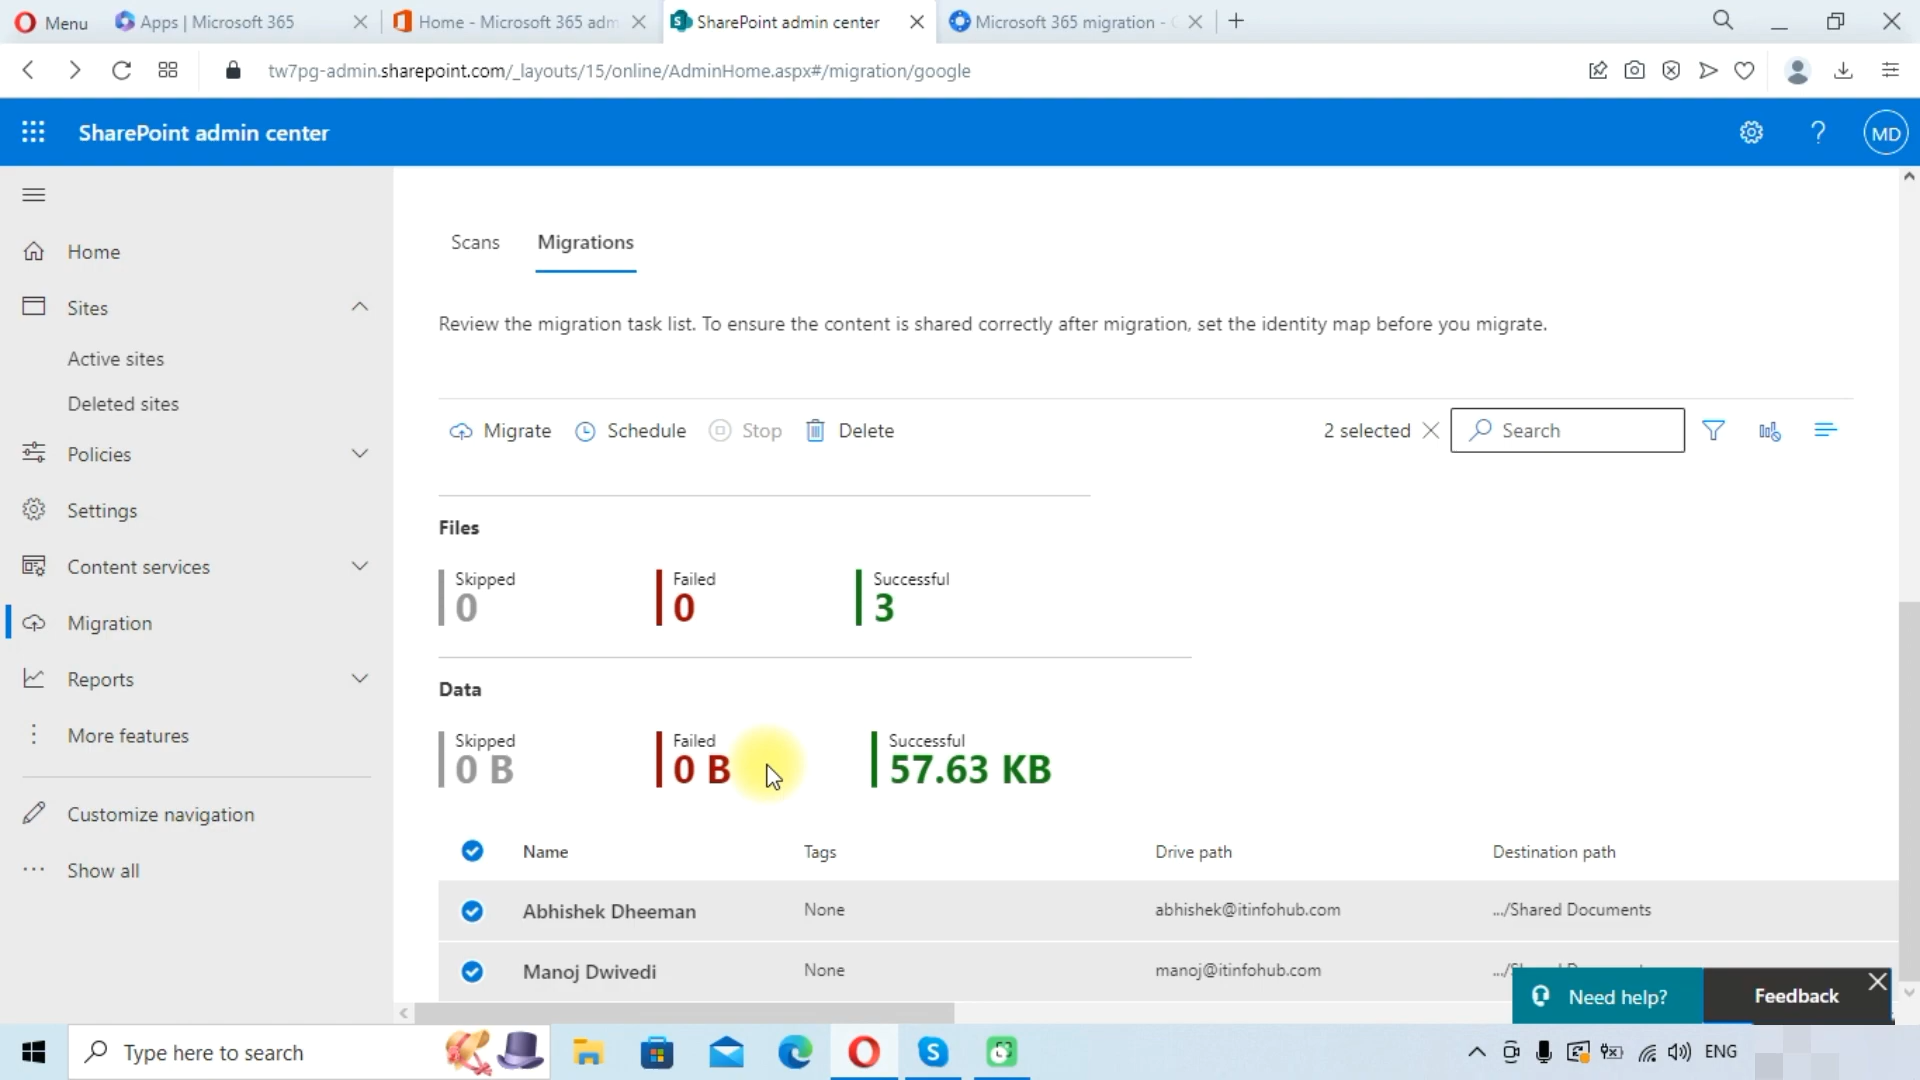 Menu
Apps | Microsoft 365
Home - Microsoft 365 adm
SharePoint admin center
Microsoft 365 migration -
tw7pg-admin.sharepoint.com/_layouts/15/online/AdminHome.aspx#/migration/google
SharePoint admin center
MD
Home
Sites
Active sites
Deleted sites
Policies
Settings
Content services
Migration
Reports
More features
Customize navigation
Show all
Scans
Migrations
Review the migration task list. To ensure the content is shared correctly after migration, set the identity map before you migrate.
Migrate
Schedule
Stop
Delete
2 selected
Search
Files
Skipped
0
Failed
0
Successful
3
Data
Skipped
0 B
Failed
0 B
Successful
57.63 KB
Name Tags Drive path Destination path
Abhishek Dheeman None abhishek@itinfohub.com .../Shared Documents
Manoj Dwivedi None manoj@itinfohub.com
Need help?
Feedback
Type here to search
ENG